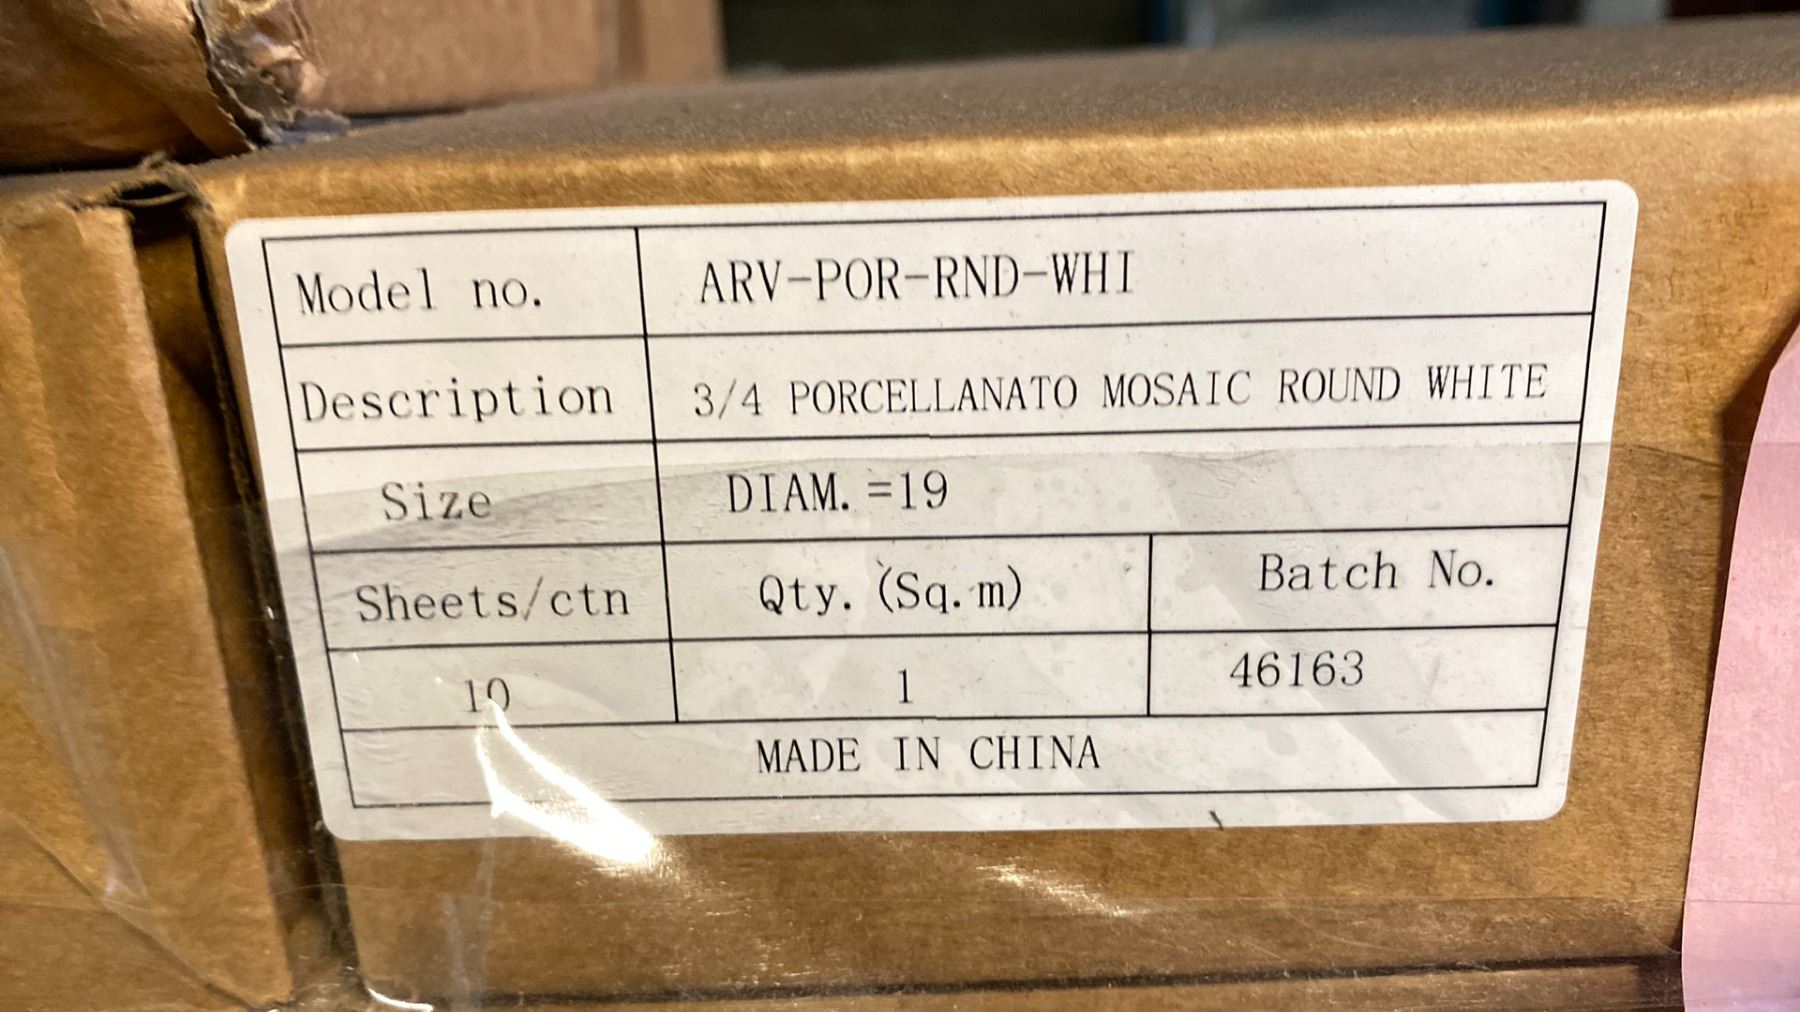 Model no. ARV-POR-RND-WHI
Description 3/4 PORCELLANATO MOSAIC ROUND WHITE
Size DIAM. =19
Sheets/ctn Qty. (Sq. m) Batch No.
10 1 46163
MADE IN CHINA